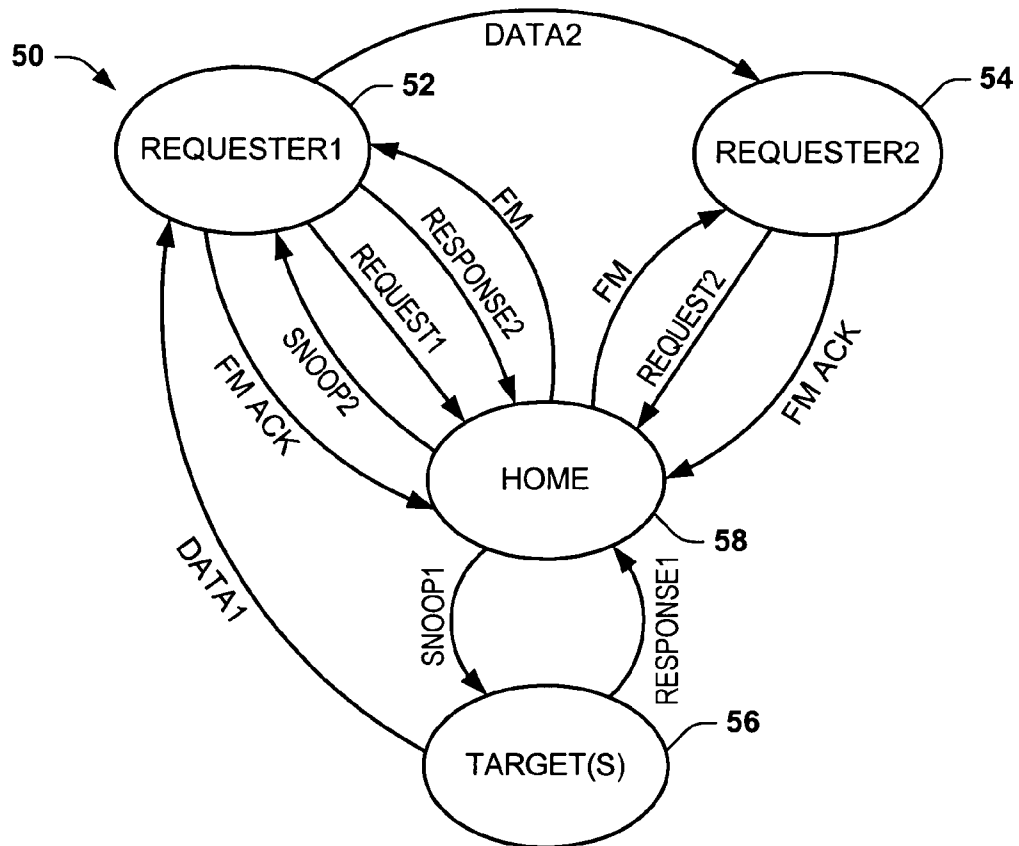 DATA2
50
52
54
REQUESTER1
REQUESTER2
FM
RESPONSE2
REQUEST1
SNOOP2
FM ACK
FM
REQUEST2
FM ACK
HOME
58
DATA1
SNOOP1
RESPONSE1
56
TARGET(S)